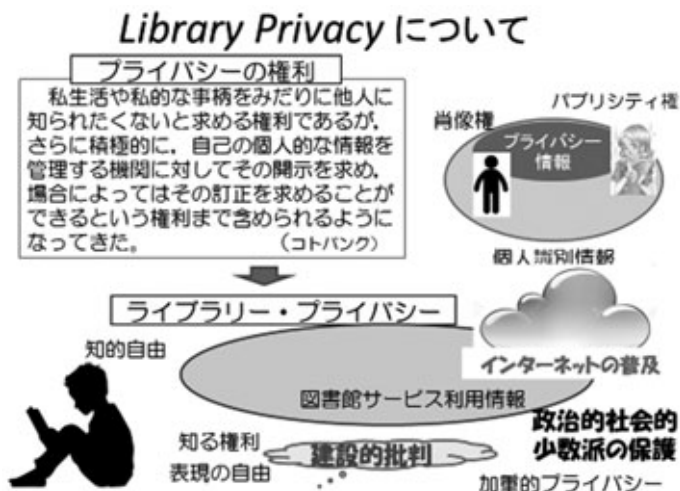 Library Privacy について
プライバシーの権利
私生活や私的な事柄をみだりに他人に
知られたくないと求める権利であるが,
さらに積極的に, 自己の個人的な情報を
管理する機関に対してその開示を求め,
場合によってはその訂正を求めることが
できるという権利まで含められるように
なってきた。 (コトバンク)
パブリシティ権
肖像権
プライバシー
情報
個人識別情報
ライブラリー・プライバシー
知的自由
インターネットの普及
図書館サービス利用情報
政治的社会的
少数派の保護
知る権利
建設的批判
表現の自由
加重的プライバシー